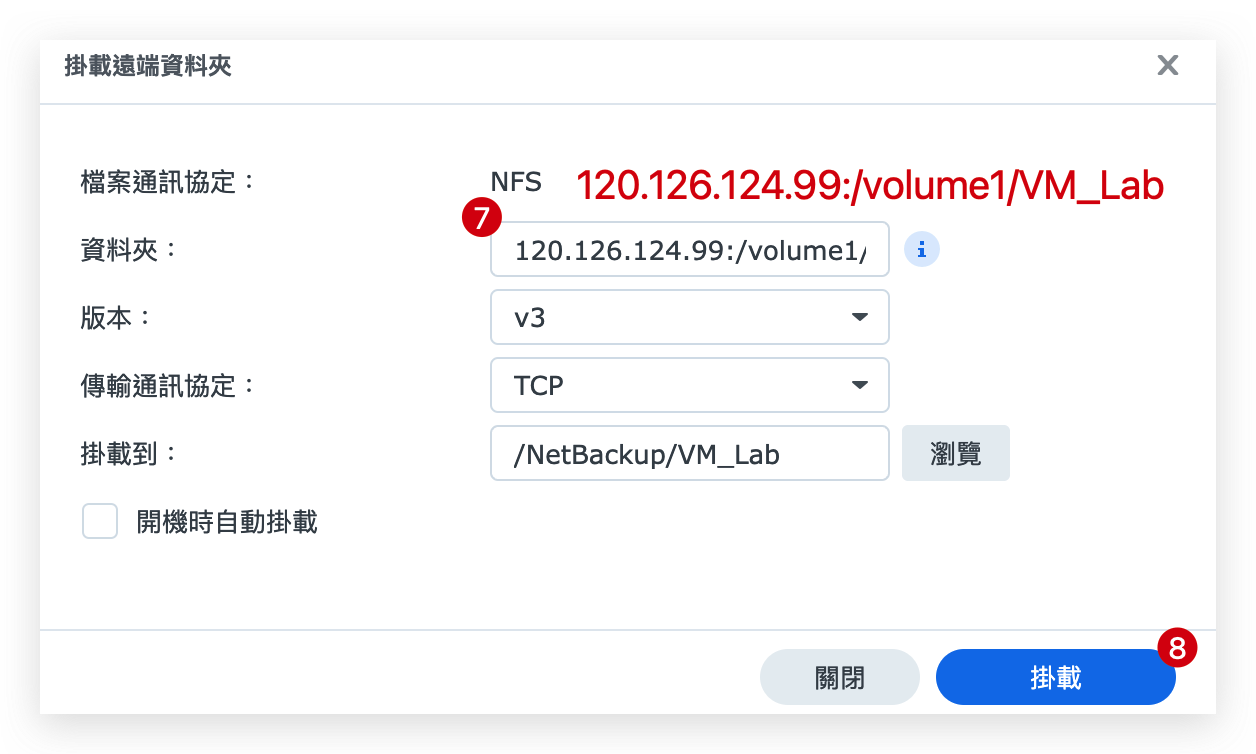 掛載遠端資料夾
檔案通訊協定： NFS 120.126.124.99:/volume1/VM_Lab
7
資料夾： 120.126.124.99:/volume1/ i
版本： v3
傳輸通訊協定： TCP
掛載到： /NetBackup/VM_Lab 瀏覽
開機時自動掛載
8
關閉 掛載